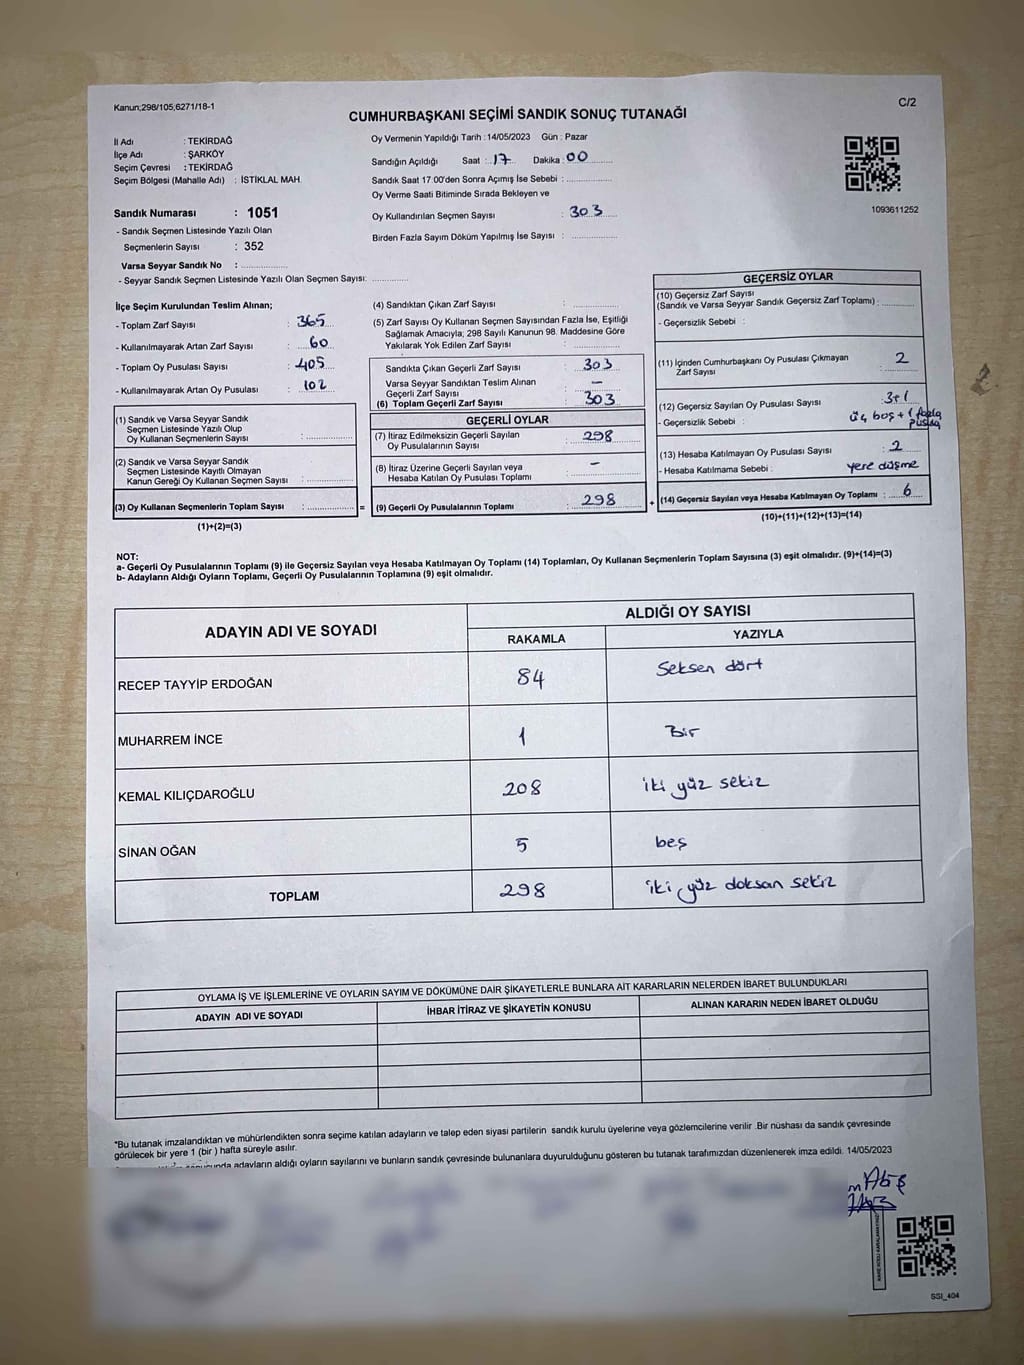 Kanun;298/105,6271/18-1
C/2
CUMHURBAŞKANI SEÇİMİ SANDIK SONUÇ TUTANAĞI
İl Adı : TEKİRDAĞ
İlçe Adı : ŞARKÖY
Seçim Çevresi : TEKİRDAĞ
Seçim Bölgesi (Mahalle Adı) : İSTİKLAL MAH.
Sandık Numarası : 1051
- Sandık Seçmen Listesinde Yazılı Olan
Seçmenlerin Sayısı : 352
Varsa Seyyar Sandık No : ................
- Seyyar Sandık Seçmen Listesinde Yazılı Olan Seçmen Sayısı: ............
Oy Vermenin Yapıldığı Tarih : 14/05/2023 Gün : Pazar
Sandığın Açıldığı Saat : 17 Dakika : 00
Sandık Saat 17:00'den Sonra Açımış İse Sebebi : ................
Oy Verme Saati Bitiminde Sırada Bekleyen ve
Oy Kullandırılan Seçmen Sayısı : 303
Birden Fazla Sayım Döküm Yapılmış İse Sayısı : ................
1093611252
İlçe Seçim Kurulundan Teslim Alınan;
- Toplam Zarf Sayısı : 365
- Kullanılmayarak Artan Zarf Sayısı : 60
- Toplam Oy Pusulası Sayısı : 405
- Kullanılmayarak Artan Oy Pusulası : 102
(1) Sandık ve Varsa Seyyar Sandık
Seçmen Listesinde Yazılı Olup
Oy Kullanan Seçmenlerin Sayısı : ................
(2) Sandık ve Varsa Seyyar Sandık
Seçmen Listesinde Kayıtlı Olmayan
Kanun Gereği Oy Kullanan Seçmen Sayısı : ................
(3) Oy Kullanan Seçmenlerin Toplam Sayısı : ................ =
(1)+(2)=(3)
(4) Sandıktan Çıkan Zarf Sayısı : ................
(5) Zarf Sayısı Oy Kullanan Seçmen Sayısından Fazla İse, Eşitliği
Sağlamak Amacıyla; 298 Sayılı Kanunun 98. Maddesine Göre
Yakılarak Yok Edilen Zarf Sayısı : ................
Sandıkta Çıkan Geçerli Zarf Sayısı : 303
Varsa Seyyar Sandıktan Teslim Alınan
Geçerli Zarf Sayısı : —
(6) Toplam Geçerli Zarf Sayısı : 303
GEÇERLİ OYLAR
(7) İtiraz Edilmeksizin Geçerli Sayılan
Oy Pusulalarının Sayısı : 298
(8) İtiraz Üzerine Geçerli Sayılan veya
Hesaba Katılan Oy Pusulası Toplamı : —
(9) Geçerli Oy Pusulalarının Toplamı : 298 +
GEÇERSİZ OYLAR
(10) Geçersiz Zarf Sayısı
(Sandık ve Varsa Seyyar Sandık Geçersiz Zarf Toplamı) : ............
- Geçersizlik Sebebi :
(11) İçinden Cumhurbaşkanı Oy Pusulası Çıkmayan
Zarf Sayısı : 2
(12) Geçersiz Sayılan Oy Pusulası Sayısı : 3+1
- Geçersizlik Sebebi : üç boş + 1 fazla
pusula
(13) Hesaba Katılmayan Oy Pusulası Sayısı : 2
- Hesaba Katılmama Sebebi : yere düşme
(14) Geçersiz Sayılan veya Hesaba Katılmayan Oy Toplamı : 6
(10)+(11)+(12)+(13)=(14)
NOT:
a- Geçerli Oy Pusulalarının Toplamı (9) ile Geçersiz Sayılan veya Hesaba Katılmayan Oy Toplamı (14) Toplamları, Oy Kullanan Seçmenlerin Toplam Sayısına (3) eşit olmalıdır. (9)+(14)=(3)
b- Adayların Aldığı Oyların Toplamı, Geçerli Oy Pusulalarının Toplamına (9) eşit olmalıdır.
ADAYIN ADI VE SOYADI
ALDIĞI OY SAYISI
RAKAMLA YAZIYLA
RECEP TAYYİP ERDOĞAN 84 Seksen dört
MUHARREM İNCE 1 Bir
KEMAL KILIÇDAROĞLU 208 iki yüz sekiz
SİNAN OĞAN 5 beş
TOPLAM 298 iki yüz doksan sekiz
OYLAMA İŞ VE İŞLEMLERİNE VE OYLARIN SAYIM VE DÖKÜMÜNE DAİR ŞİKAYETLERLE BUNLARA AİT KARARLARIN NELERDEN İBARET BULUNDUKLARI
ADAYIN ADI VE SOYADI İHBAR İTİRAZ VE ŞİKAYETİN KONUSU ALINAN KARARIN NEDEN İBARET OLDUĞU
*Bu tutanak imzalandıktan ve mühürlendikten sonra seçime katılan adayların ve talep eden siyasi partilerin sandık kurulu üyelerine veya gözlemcilerine verilir .Bir nüshası da sandık çevresinde
görülecek bir yere 1 (bir ) hafta süreyle asılır.
adayların aldığı oyların sayılarını ve bunların sandık çevresinde bulunanlara duyurulduğunu gösteren bu tutanak tarafımızdan düzenlenerek imza edildi. 14/05/2023
KARE KODU KARALAMAYINIZ
SSI_404